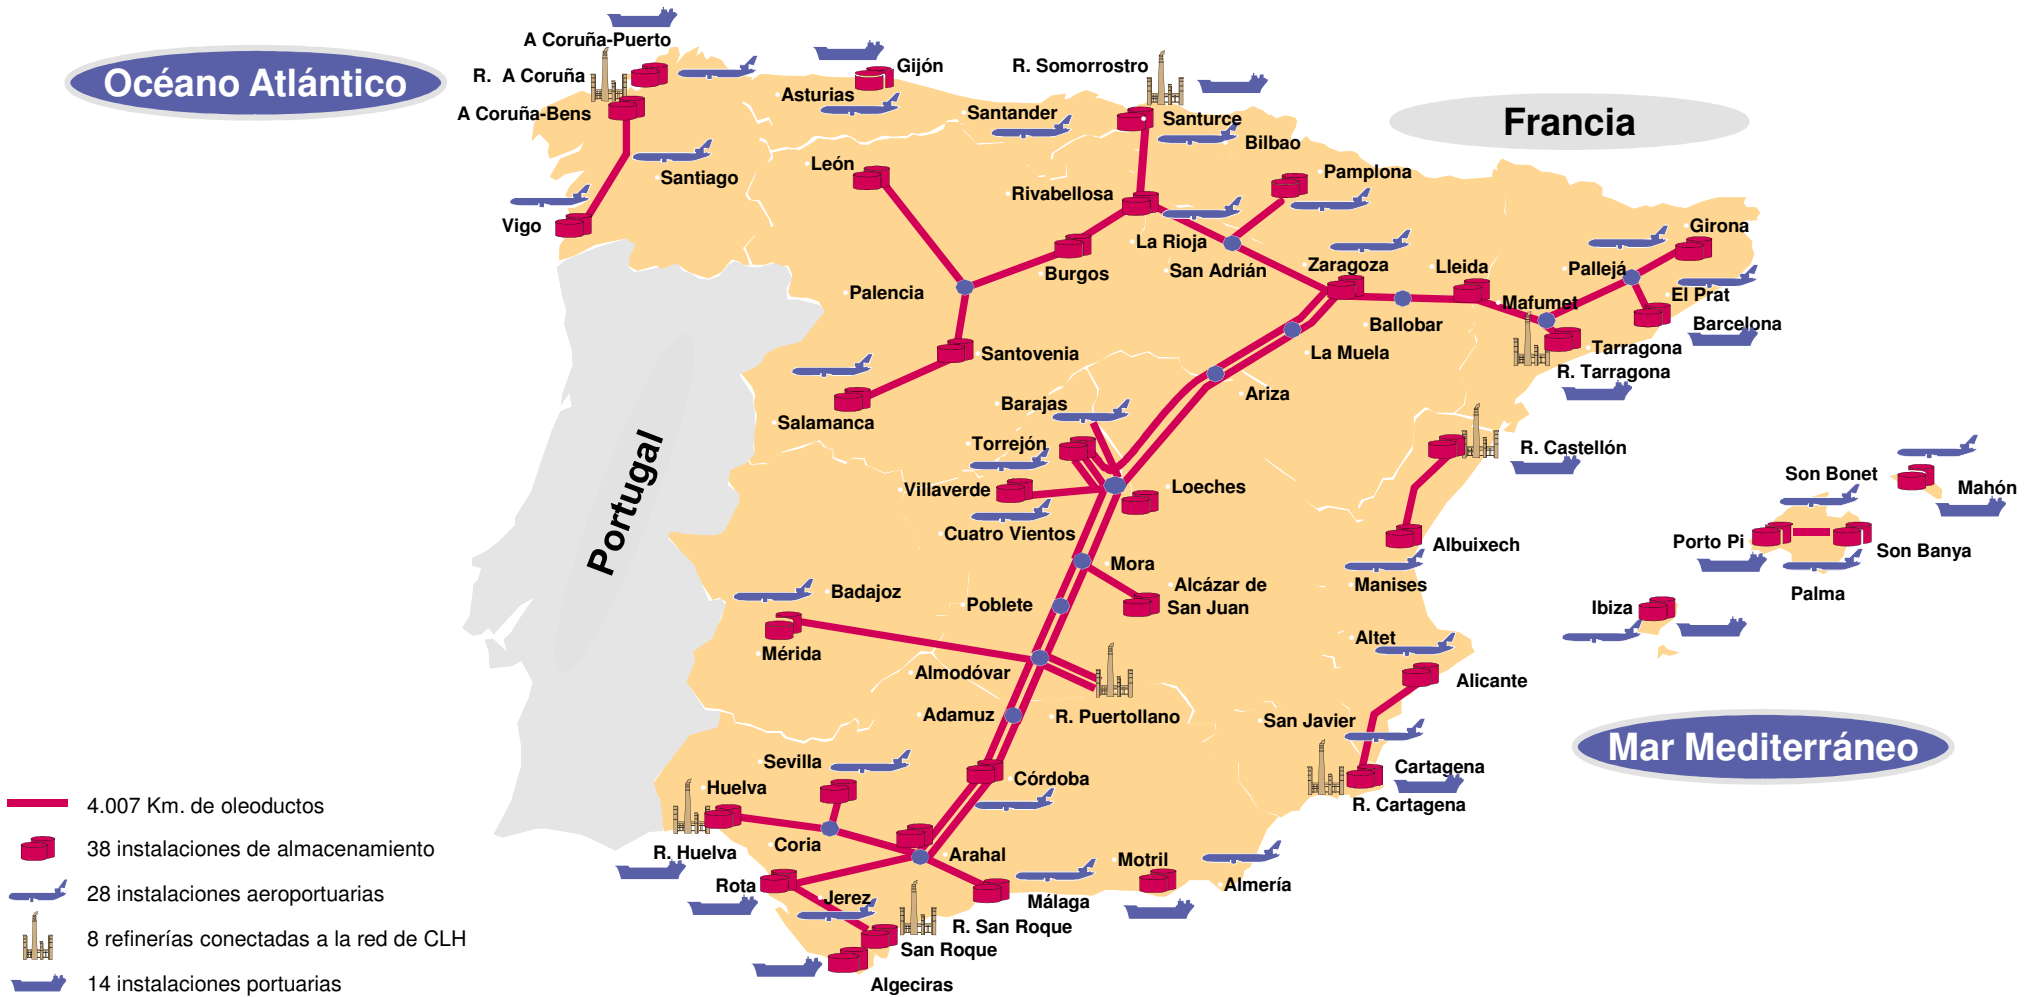 A Coruña-Puerto
Océano Atlántico
R. A Coruña
A Coruña-Bens
Gijón
Asturias
R. Somorrostro
Santander
Santurce
Bilbao
Francia
León
Santiago
Vigo
Rivabellosa
Pamplona
La Rioja
San Adrián
Burgos
Palencia
Zaragoza
Lleida
Girona
Pallejá
El Prat
Mafumet
Barcelona
Ballobar
La Muela
Tarragona
R. Tarragona
Santovenia
Salamanca
Ariza
Barajas
Torrejón
Villaverde
Loeches
Cuatro Vientos
R. Castellón
Albuixech
Manises
Son Bonet
Mahón
Porto Pi
Son Banya
Palma
Ibiza
Portugal
Mora
Alcázar de
San Juan
Poblete
Badajoz
Mérida
Almodóvar
Altet
Alicante
Adamuz
R. Puertollano
San Javier
Mar Mediterráneo
Cartagena
R. Cartagena
Sevilla
Huelva
Córdoba
R. Huelva
Coria
Arahal
Motril
Almería
Rota
Jerez
Málaga
R. San Roque
San Roque
Algeciras
4.007 Km. de oleoductos
38 instalaciones de almacenamiento
28 instalaciones aeroportuarias
8 refinerías conectadas a la red de CLH
14 instalaciones portuarias